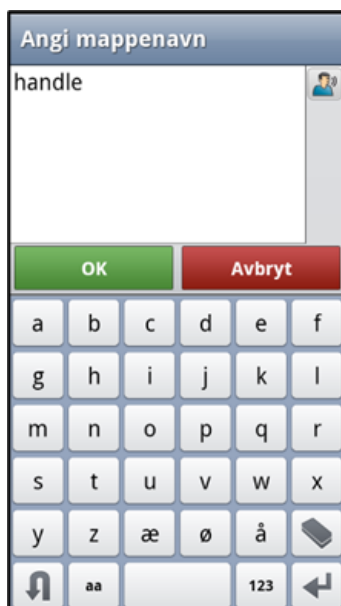 Angi mappenavn
handle
OK Avbryt
a b c d e f
g h i j k l
m n o p q r
s t u v w x
y z æ ø å
aa 123